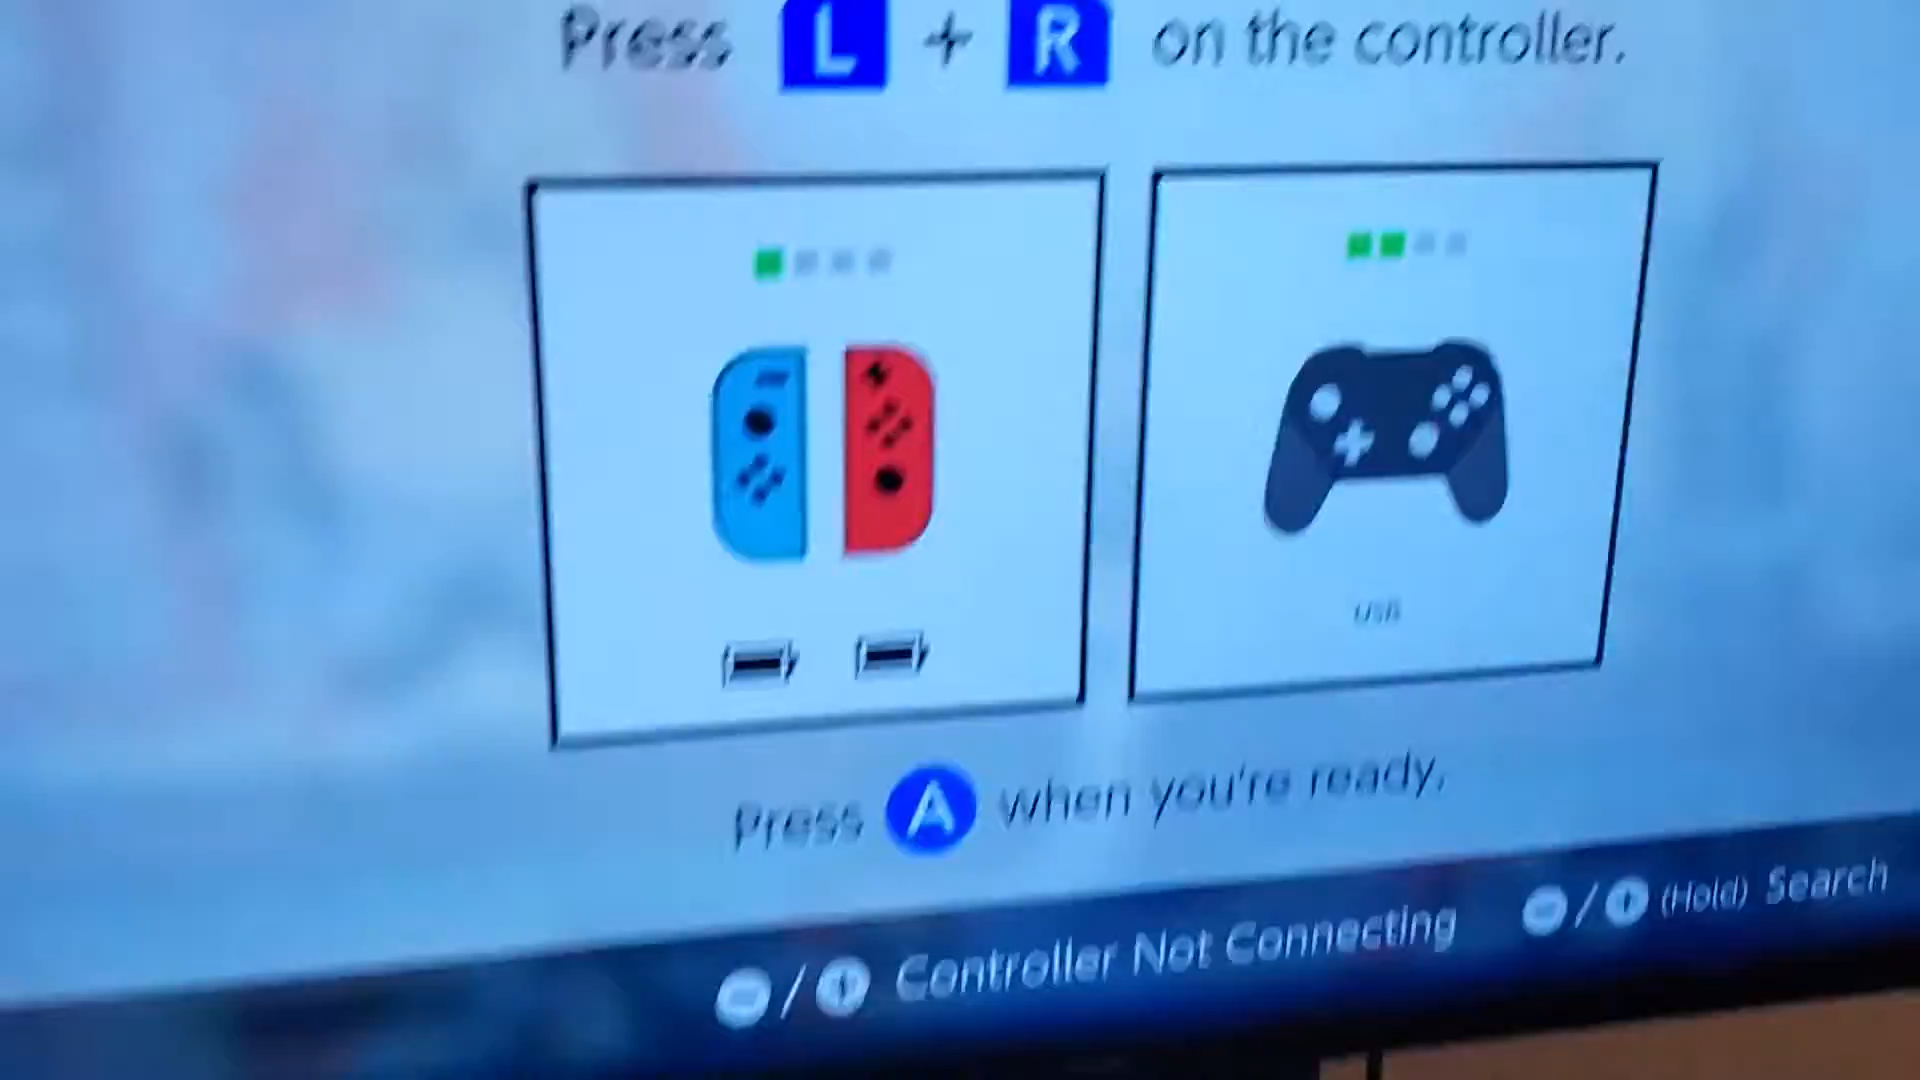 Press L + R on the controller.
USB
Press A when you're ready.
−/+ Controller Not Connecting −/+ (Hold) Search